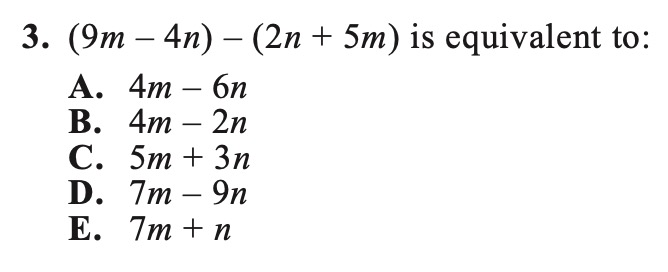 3. (9m – 4n) – (2n + 5m) is equivalent to:
A. 4m – 6n
B. 4m – 2n
C. 5m + 3n
D. 7m – 9n
E. 7m + n